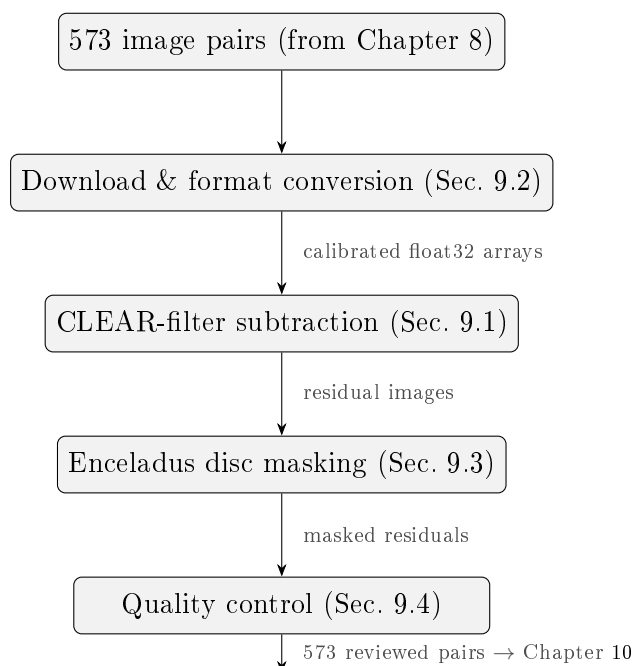 573 image pairs (from Chapter 8)
Download & format conversion (Sec. 9.2)
calibrated float32 arrays
CLEAR-filter subtraction (Sec. 9.1)
residual images
Enceladus disc masking (Sec. 9.3)
masked residuals
Quality control (Sec. 9.4)
573 reviewed pairs → Chapter 10